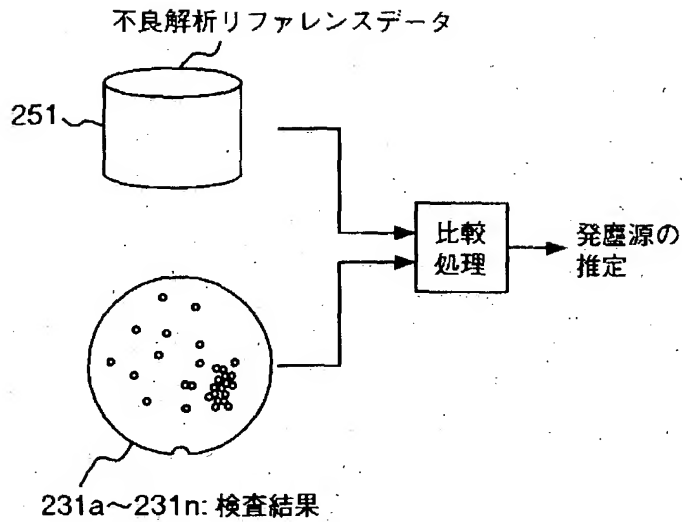 不良解析リファレンスデータ
251
比較
処理
発塵源の
推定
231a〜231n: 検査結果